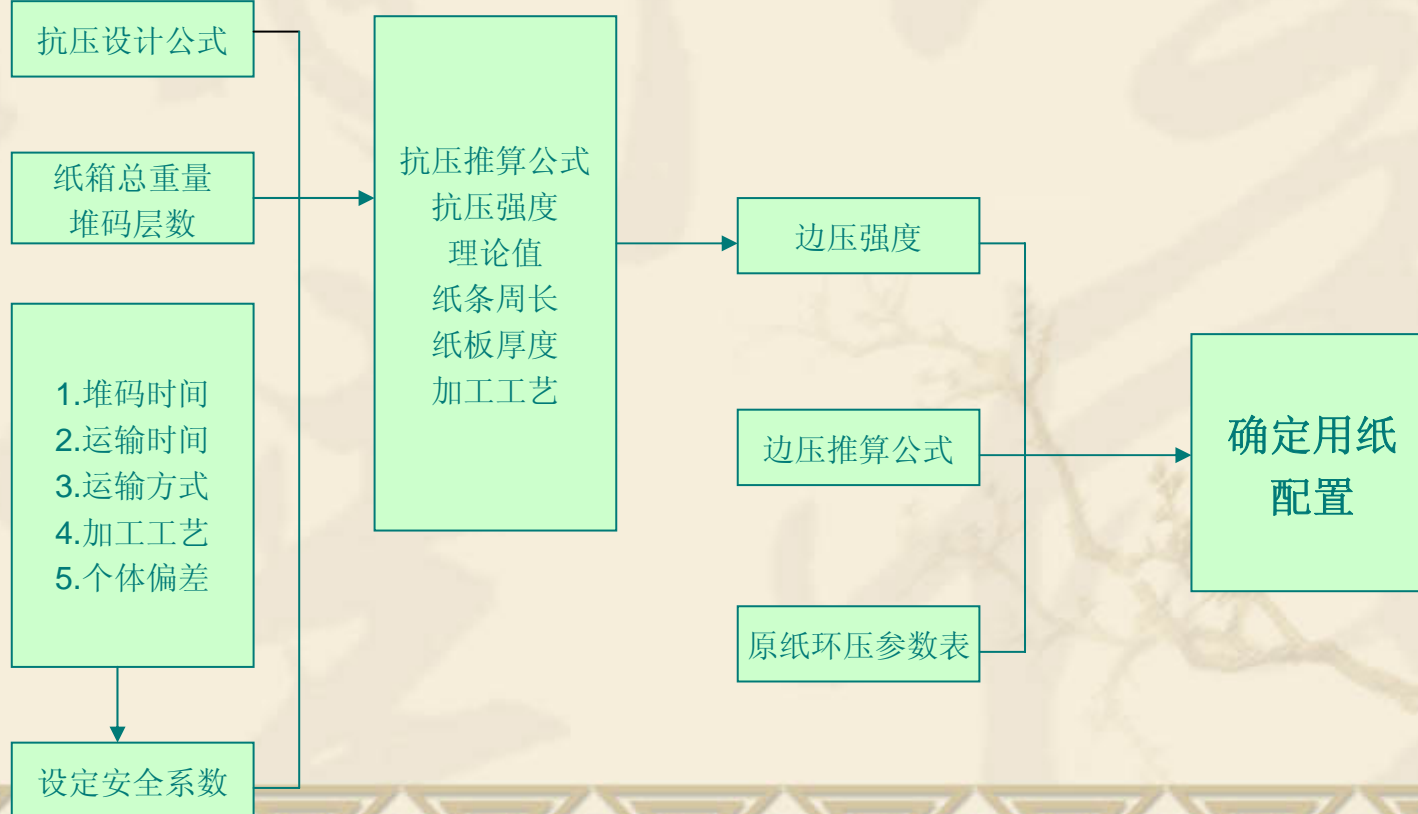 抗压设计公式
纸箱总重量
堆码层数
1.堆码时间
2.运输时间
3.运输方式
4.加工工艺
5.个体偏差
设定安全系数
抗压推算公式
抗压强度
理论值
纸条周长
纸板厚度
加工工艺
边压强度
边压推算公式
原纸环压参数表
确定用纸
配置